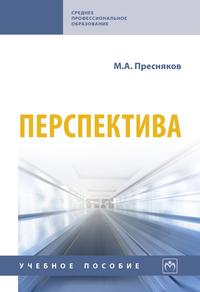 СРЕДНЕЕ
ПРОФЕССИОНАЛЬНОЕ
ОБРАЗОВАНИЕ
М.А. Пресняков
ПЕРСПЕКТИВА
УЧЕБНОЕ ПОСОБИЕ